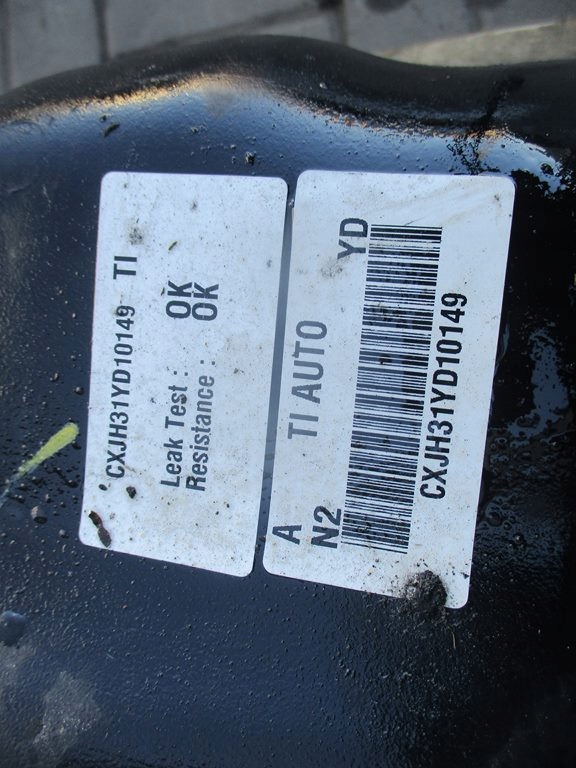 CXJH31YD10149 TI
Leak Test : OK
Resistance : OK
A TI AUTO
N2 YD
CXJH31YD10149